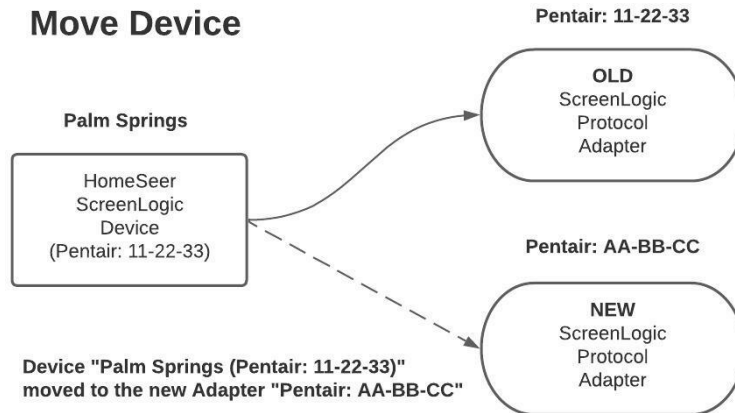 Move Device
Pentair: 11-22-33
OLD
ScreenLogic
Protocol
Adapter
Palm Springs
HomeSeer
ScreenLogic
Device
(Pentair: 11-22-33)
Pentair: AA-BB-CC
NEW
ScreenLogic
Protocol
Adapter
Device "Palm Springs (Pentair: 11-22-33)"
moved to the new Adapter "Pentair: AA-BB-CC"